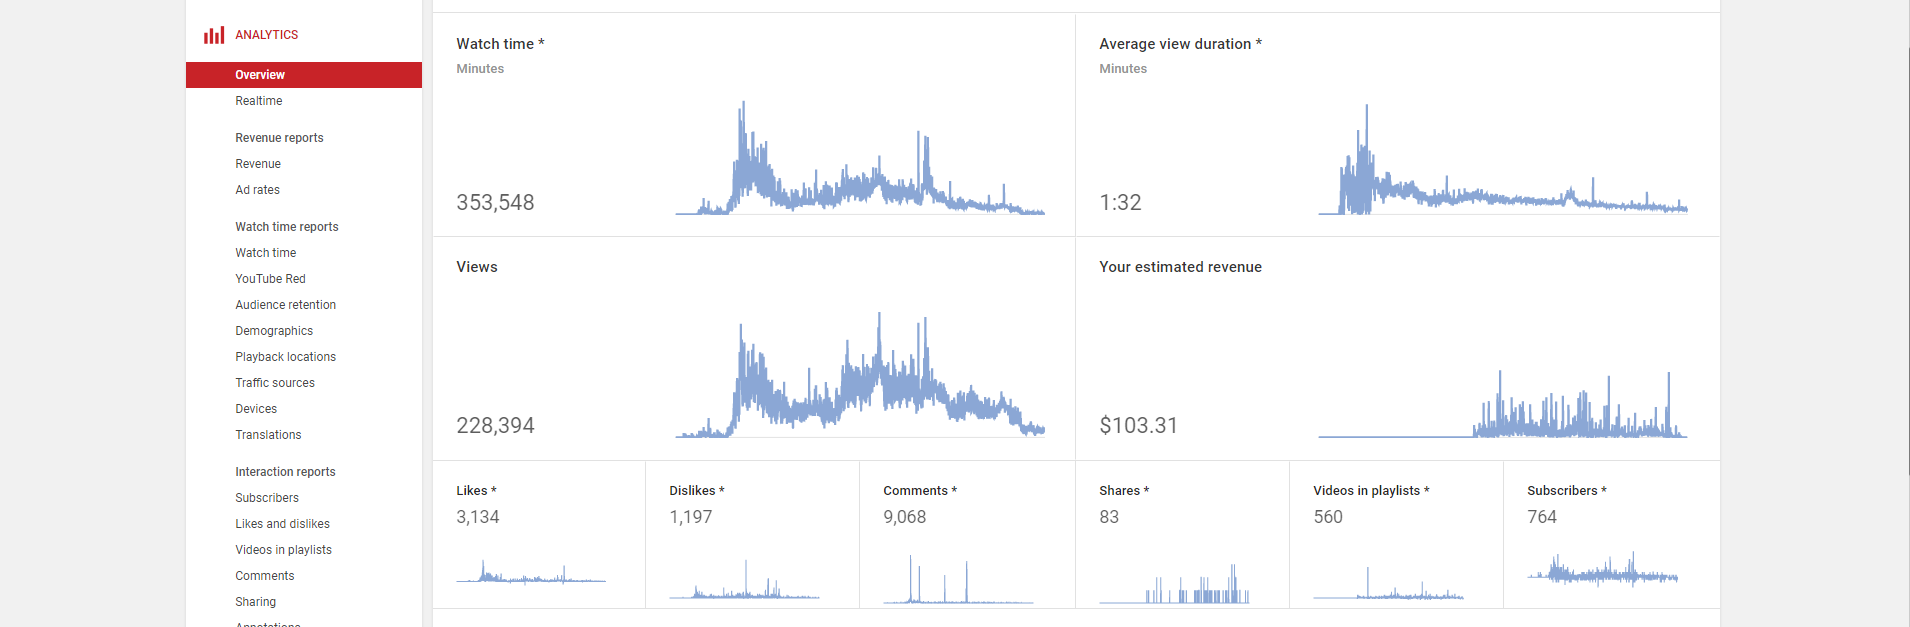 ANALYTICS
Overview
Realtime
Revenue reports
Revenue
Ad rates
Watch time reports
Watch time
YouTube Red
Audience retention
Demographics
Playback locations
Traffic sources
Devices
Translations
Interaction reports
Subscribers
Likes and dislikes
Videos in playlists
Comments
Sharing
Annotations
Watch time *
Minutes
353,548
Average view duration *
Minutes
1:32
Views
228,394
Your estimated revenue
$103.31
Likes *
3,134
Dislikes *
1,197
Comments *
9,068
Shares *
83
Videos in playlists *
560
Subscribers *
764